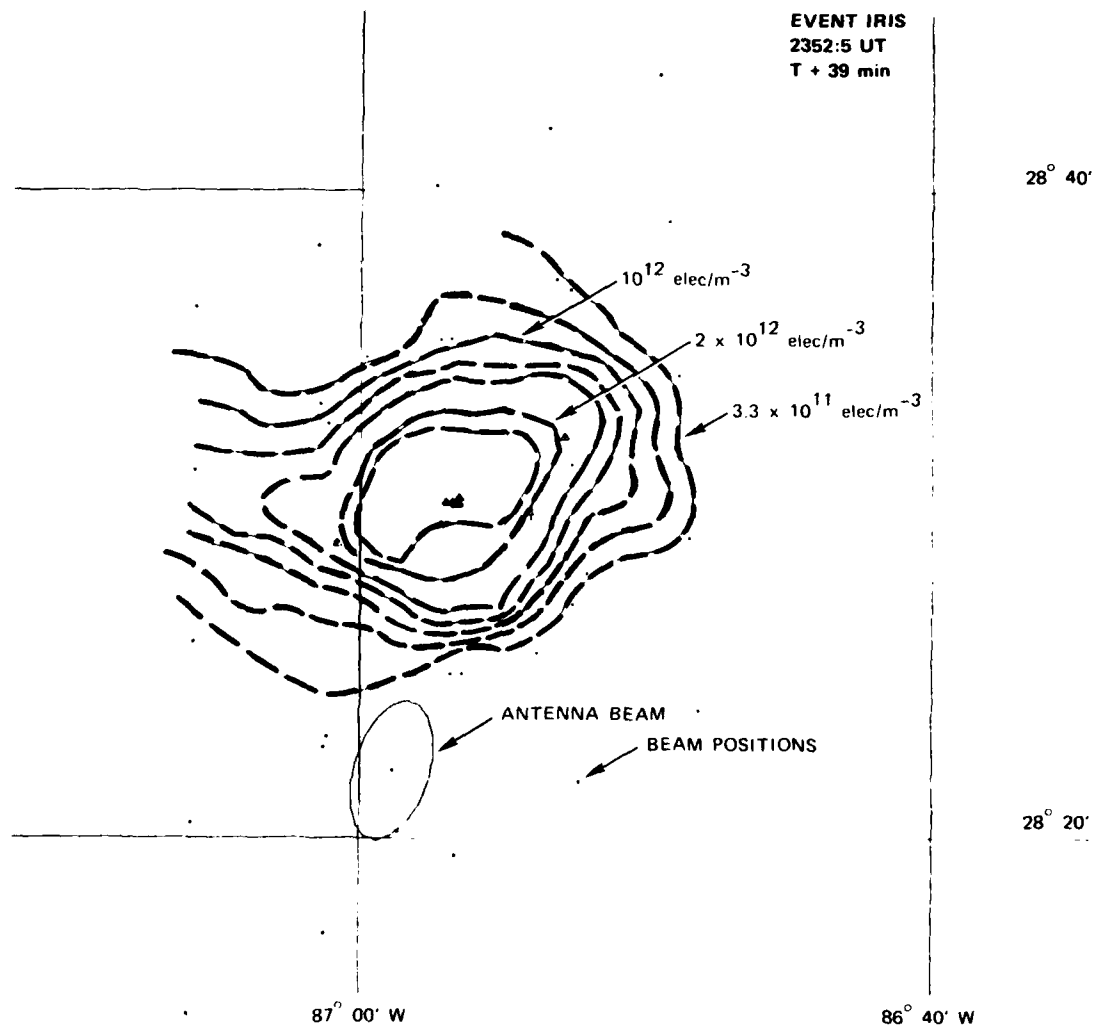 EVENT IRIS
2352:5 UT
T + 39 min
28° 40'
10¹² elec/m⁻³
2 x 10¹² elec/m⁻³
3.3 x 10¹¹ elec/m⁻³
ANTENNA BEAM
BEAM POSITIONS
28° 20'
87° 00' W
86° 40' W